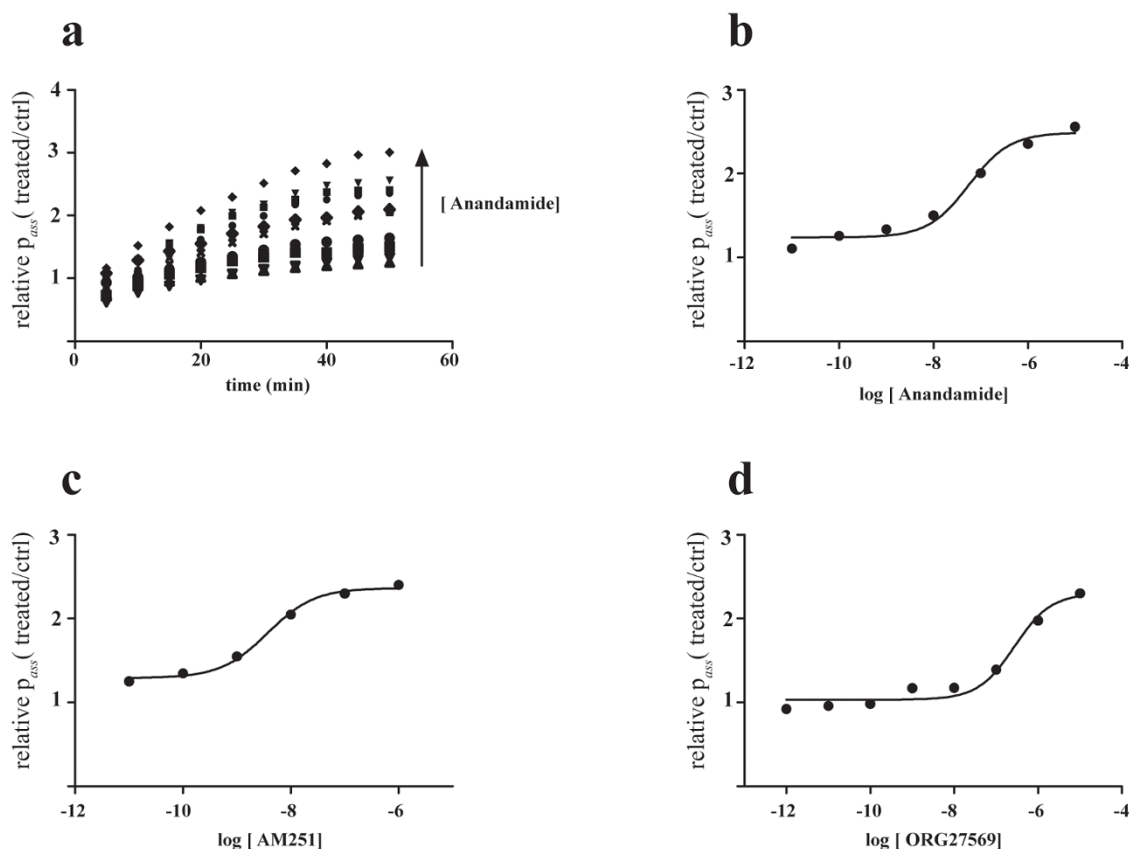 a
relative p_ass( treated/ctrl)
4
3
2
1
0
20
40
60
time (min)
[ Anandamide]
b
relative p_ass( treated/ctrl)
3
2
1
-12
-10
-8
-6
-4
log [ Anandamide]
c
relative p_ass( treated/ctrl)
3
2
1
-12
-10
-8
-6
log [ AM251]
d
relative p_ass( treated/ctrl)
3
2
1
-12
-10
-8
-6
-4
log [ ORG27569]